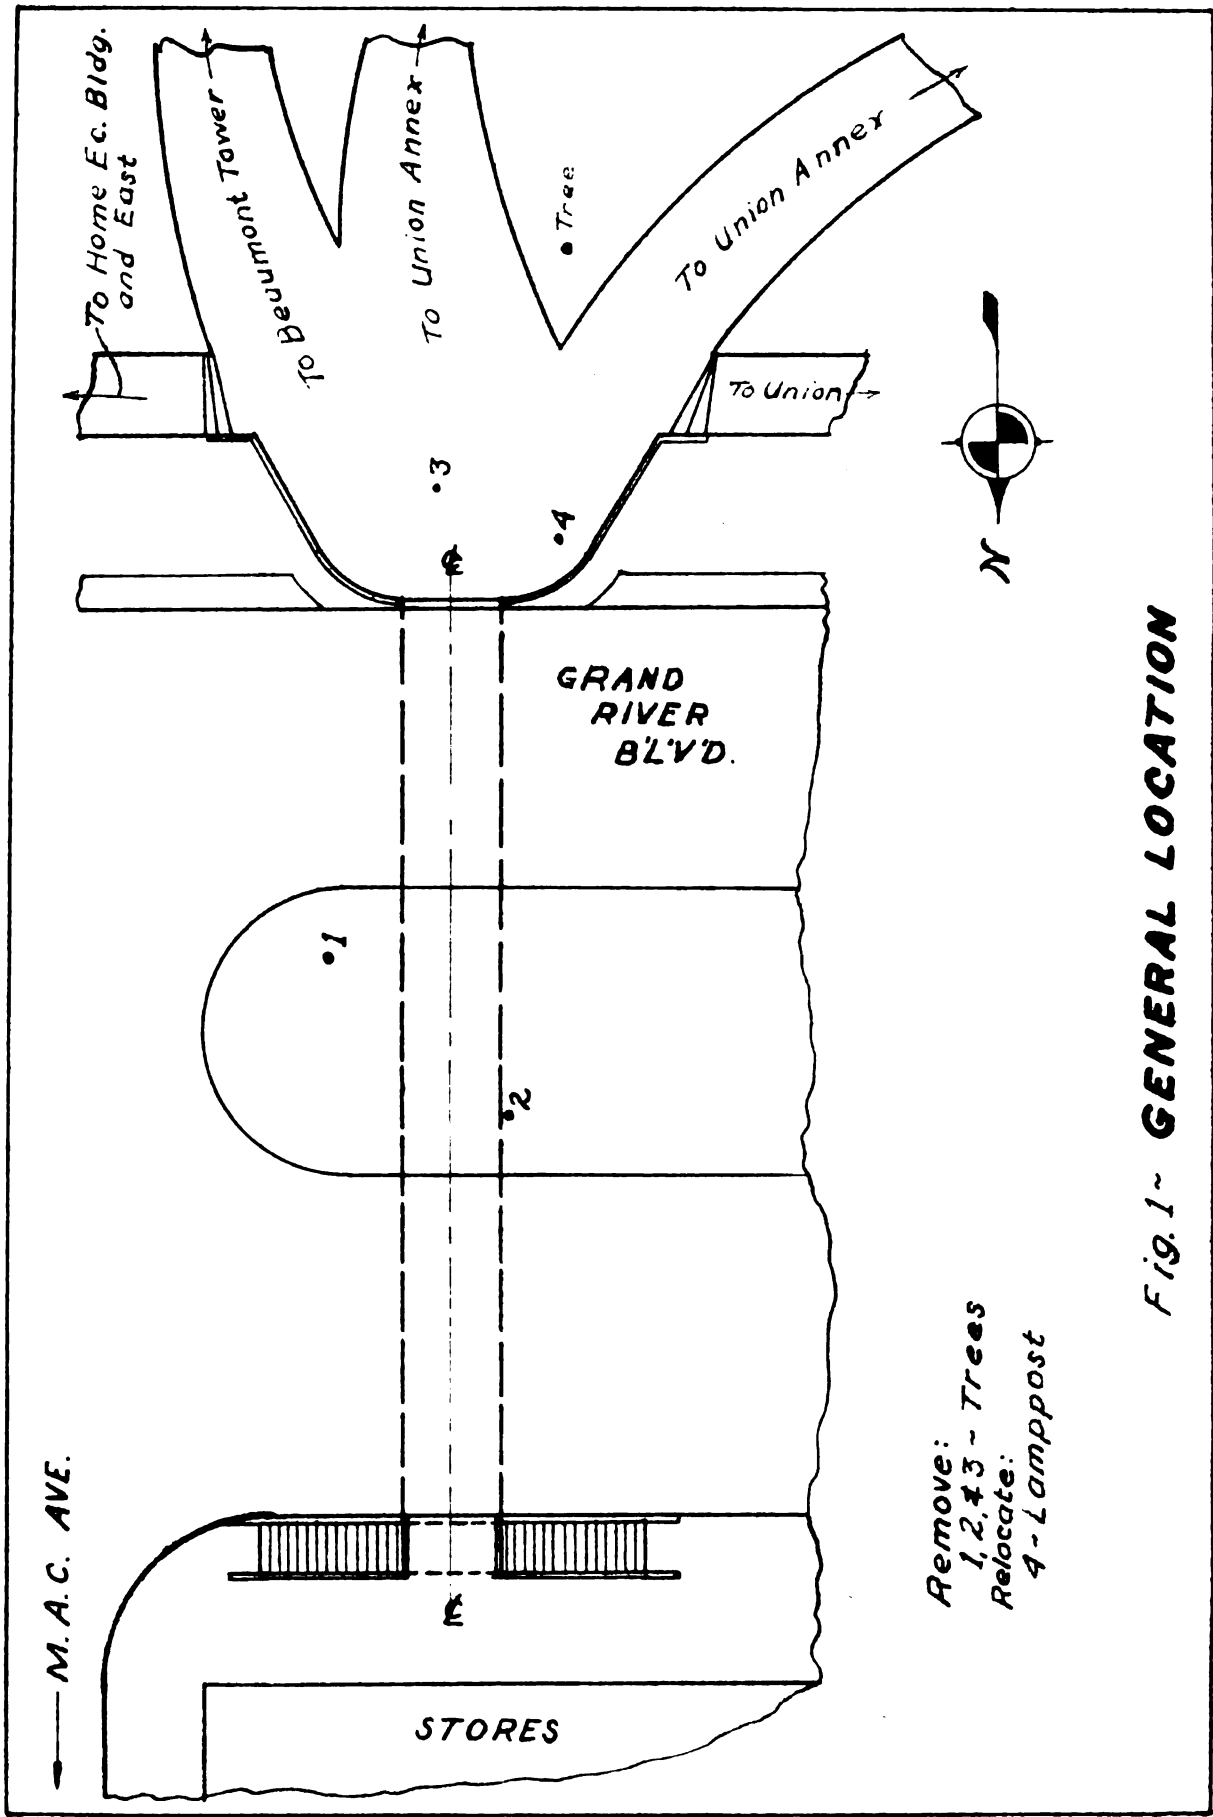 To Home Ec. Bldg.
and East
To Beaumont Tower
To Union Annex
Tree
To Union Annex
To Union
3
4
℄
N
GRAND
RIVER
B'L'V'D.
1
2
M.A.C. AVE.
℄
STORES
Remove:
1, 2, & 3 ~ Trees
Relocate:
4 - Lamppost
Fig. 1 ~ GENERAL LOCATION